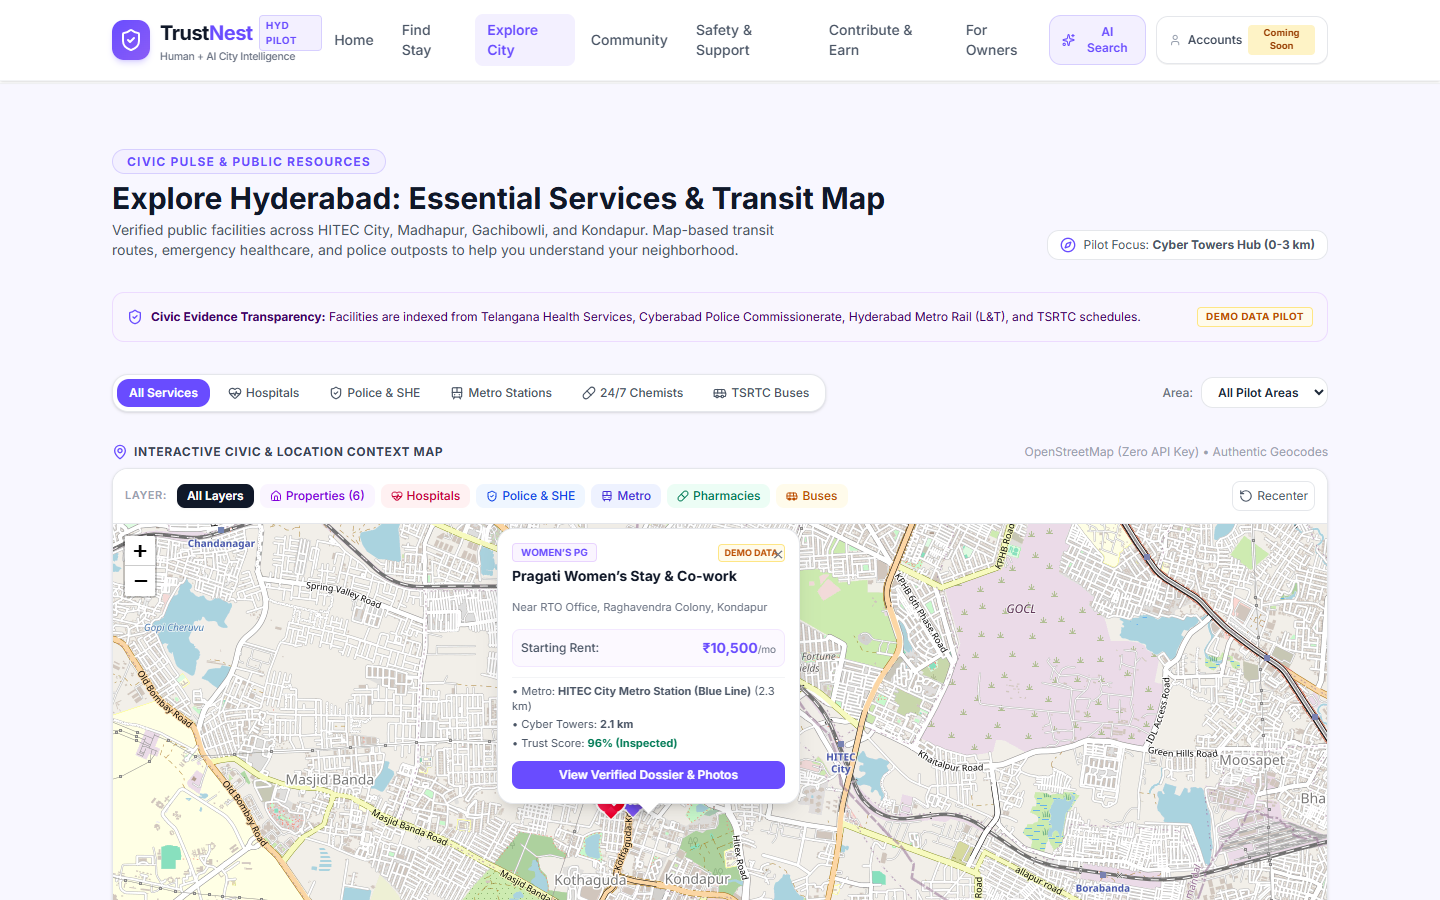 TrustNest
HYD PILOT
Human + AI City Intelligence
Home
Find Stay
Explore City
Community
Safety & Support
Contribute & Earn
For Owners
AI Search
Accounts
Coming Soon
CIVIC PULSE & PUBLIC RESOURCES
Explore Hyderabad: Essential Services & Transit Map
Verified public facilities across HITEC City, Madhapur, Gachibowli, and Kondapur. Map-based transit
routes, emergency healthcare, and police outposts to help you understand your neighborhood.
Pilot Focus: Cyber Towers Hub (0-3 km)
Civic Evidence Transparency: Facilities are indexed from Telangana Health Services, Cyberabad Police Commissionerate, Hyderabad Metro Rail (L&T), and TSRTC schedules.
DEMO DATA PILOT
All Services
Hospitals
Police & SHE
Metro Stations
24/7 Chemists
TSRTC Buses
Area:
All Pilot Areas
INTERACTIVE CIVIC & LOCATION CONTEXT MAP
OpenStreetMap (Zero API Key) • Authentic Geocodes
LAYER:
All Layers
Properties (6)
Hospitals
Police & SHE
Metro
Pharmacies
Buses
Recenter
+
−
Chandanagar
Spring Valley Road
Gopi Cheruvu
Old Bombay Road
Masjid Banda
Old Bombay Road
Masjid Banda Road
Masjid Banda
Kothaguda
Kothaguda
Kondapur
Hitex Road
WOMEN'S PG
DEMO DATA
×
Pragati Women's Stay & Co-work
Near RTO Office, Raghavendra Colony, Kondapur
Starting Rent:
₹10,500/mo
• Metro: HITEC City Metro Station (Blue Line) (2.3
km)
• Cyber Towers: 2.1 km
• Trust Score: 96% (Inspected)
View Verified Dossier & Photos
Fortune
KPHB Road
KPHB 6th Phase Road
GOCL
IDL Access Road
Green Hills Road
Moosapet
Khaitalpur Road
HITEC
City
Bha
Road
allapur road
Borabanda